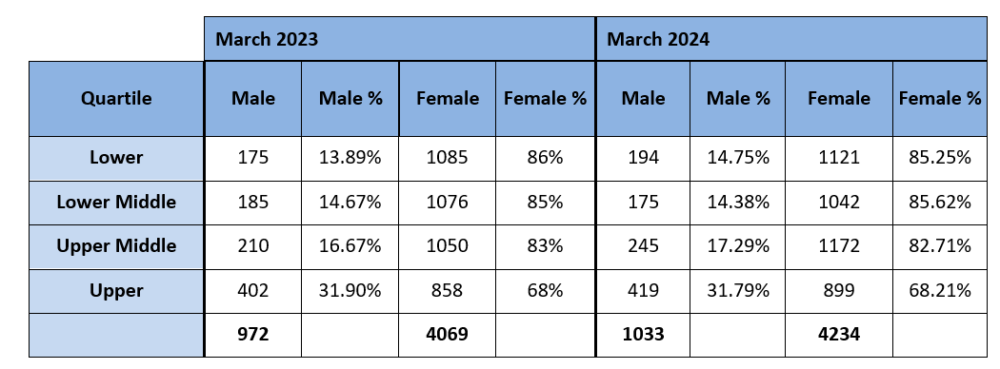 March 2023 March 2024
Quartile Male Male % Female Female % Male Male % Female Female %
Lower 175 13.89% 1085 86% 194 14.75% 1121 85.25%
Lower Middle 185 14.67% 1076 85% 175 14.38% 1042 85.62%
Upper Middle 210 16.67% 1050 83% 245 17.29% 1172 82.71%
Upper 402 31.90% 858 68% 419 31.79% 899 68.21%
972 4069 1033 4234